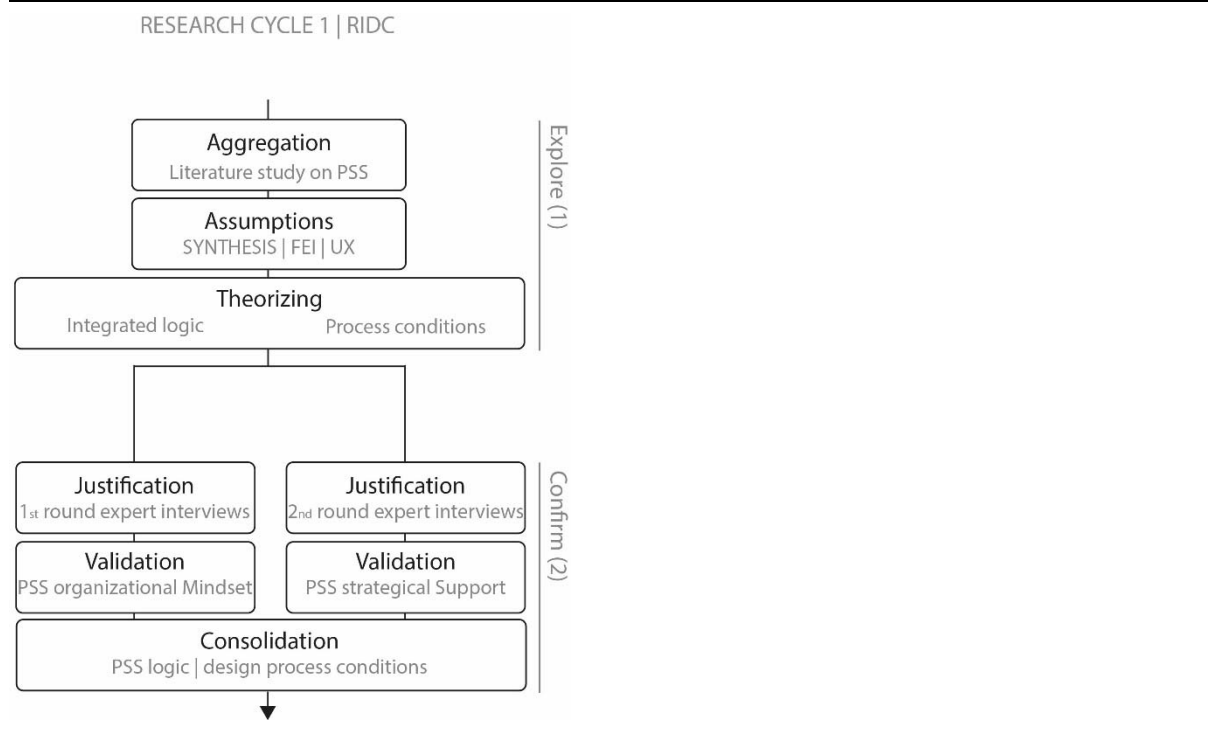 RESEARCH CYCLE 1 | RIDC
Aggregation
Literature study on PSS
Assumptions
SYNTHESIS | FEI | UX
Theorizing
Integrated logic
Process conditions
Explore (1)
Justification
1st round expert interviews
Justification
2nd round expert interviews
Validation
PSS organizational Mindset
Validation
PSS strategical Support
Consolidation
PSS logic | design process conditions
Confirm (2)